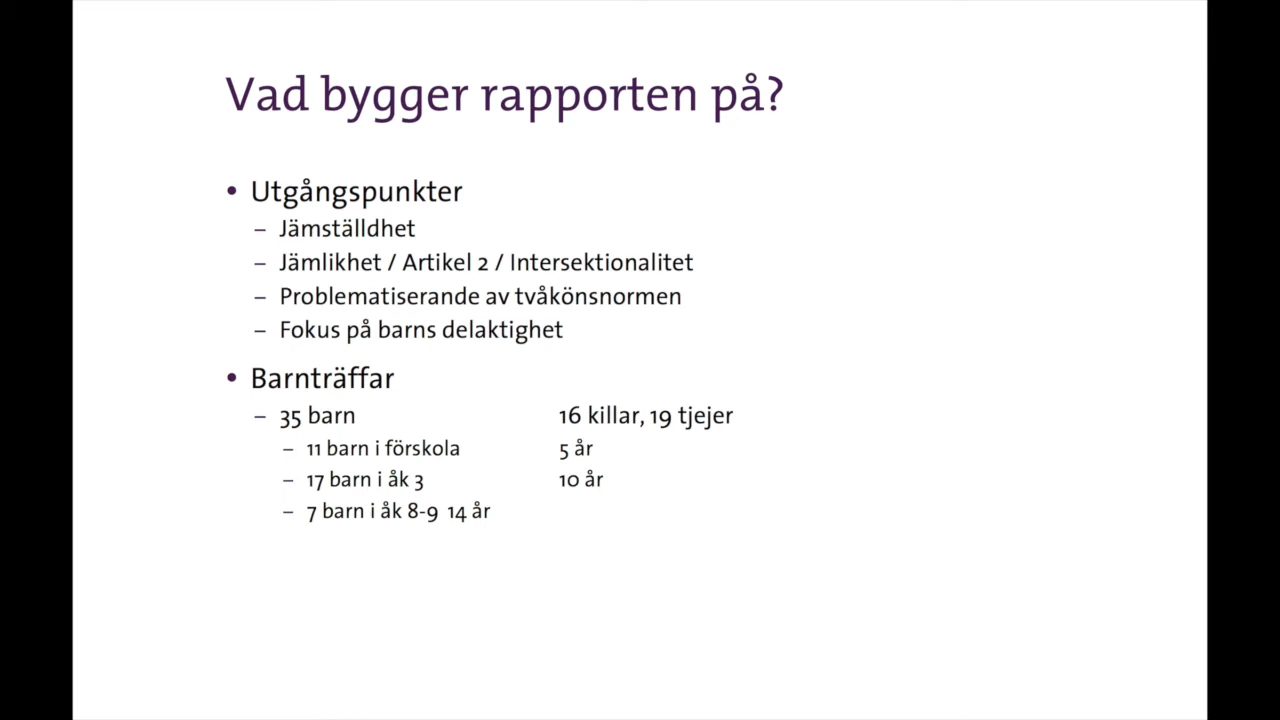 Vad bygger rapporten på?
• Utgångspunkter
– Jämställdhet
– Jämlikhet / Artikel 2 / Intersektionalitet
– Problematiserande av tvåkönsnormen
– Fokus på barns delaktighet
• Barnträffar
– 35 barn 16 killar, 19 tjejer
– 11 barn i förskola 5 år
– 17 barn i åk 3 10 år
– 7 barn i åk 8-9 14 år